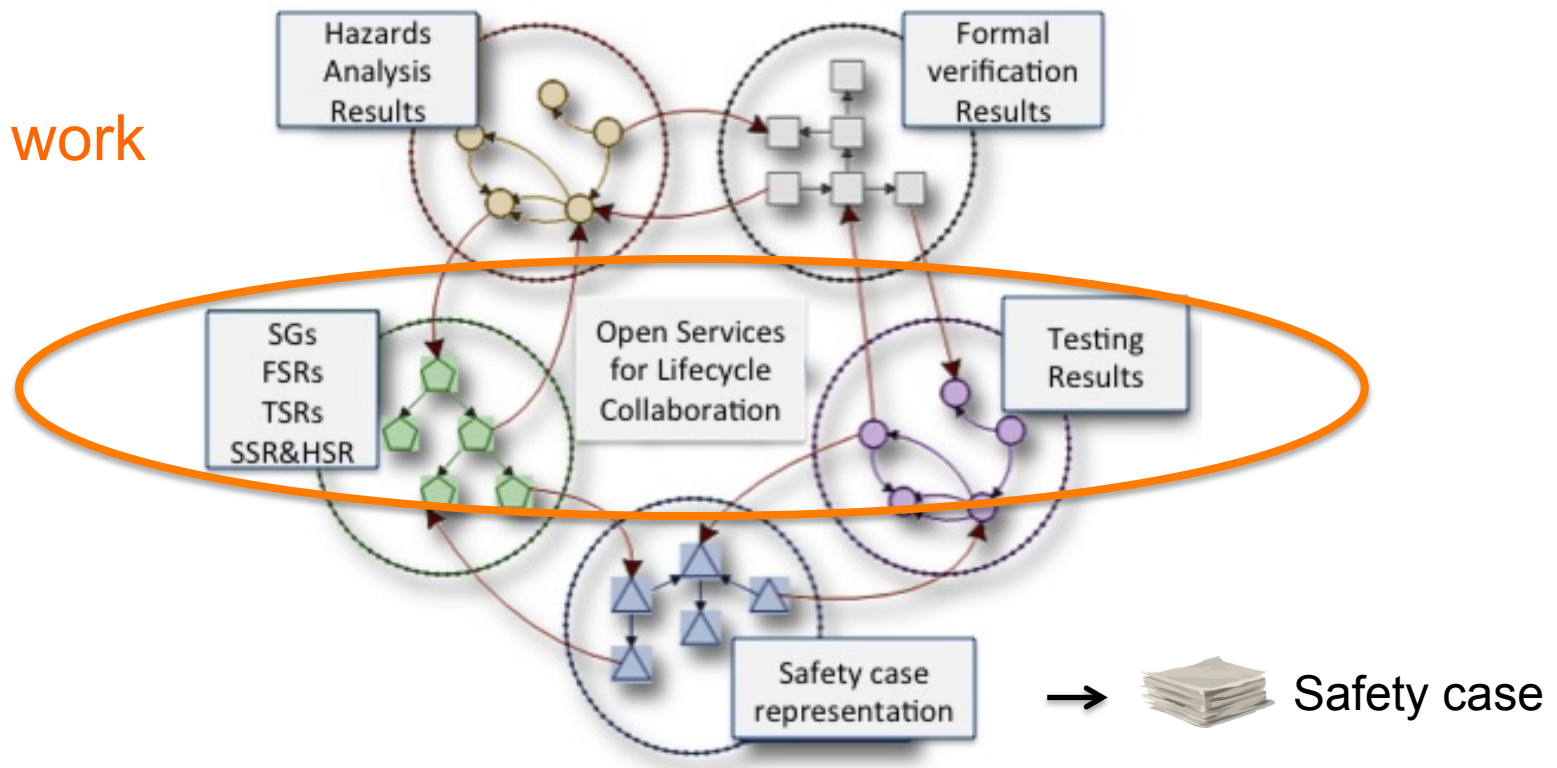 Hazards
Analysis
Results
Formal
verification
Results
work
SGs
FSRs
TSRs
SSR&HSR
Open Services
for Lifecycle
Collaboration
Testing
Results
Safety case
representation
Safety case